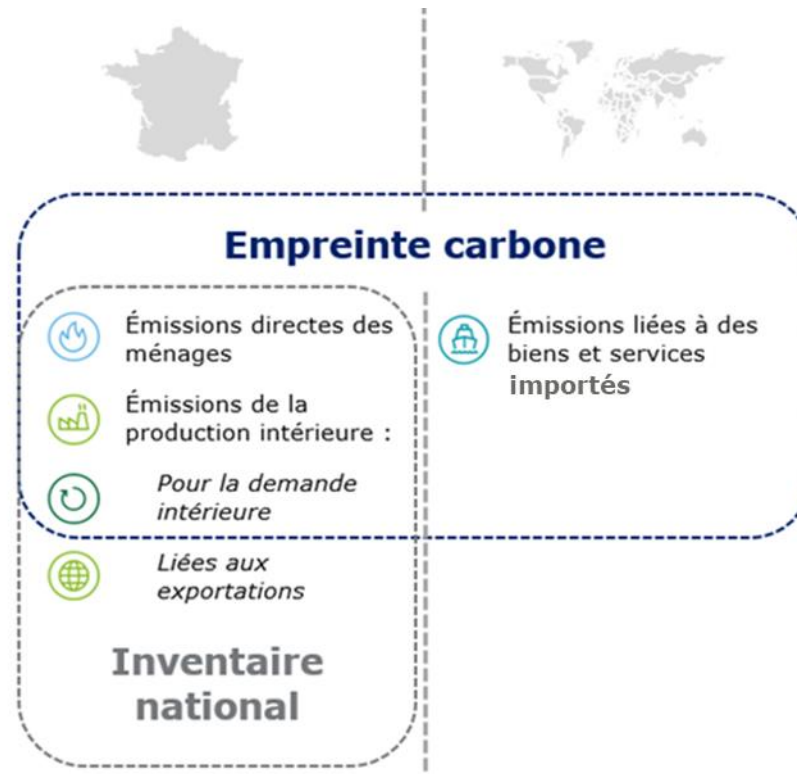 Empreinte carbone
Émissions directes des
ménages
Émissions de la
production intérieure :
Pour la demande
intérieure
Liées aux
exportations
Inventaire
national
Émissions liées à des
biens et services
importés